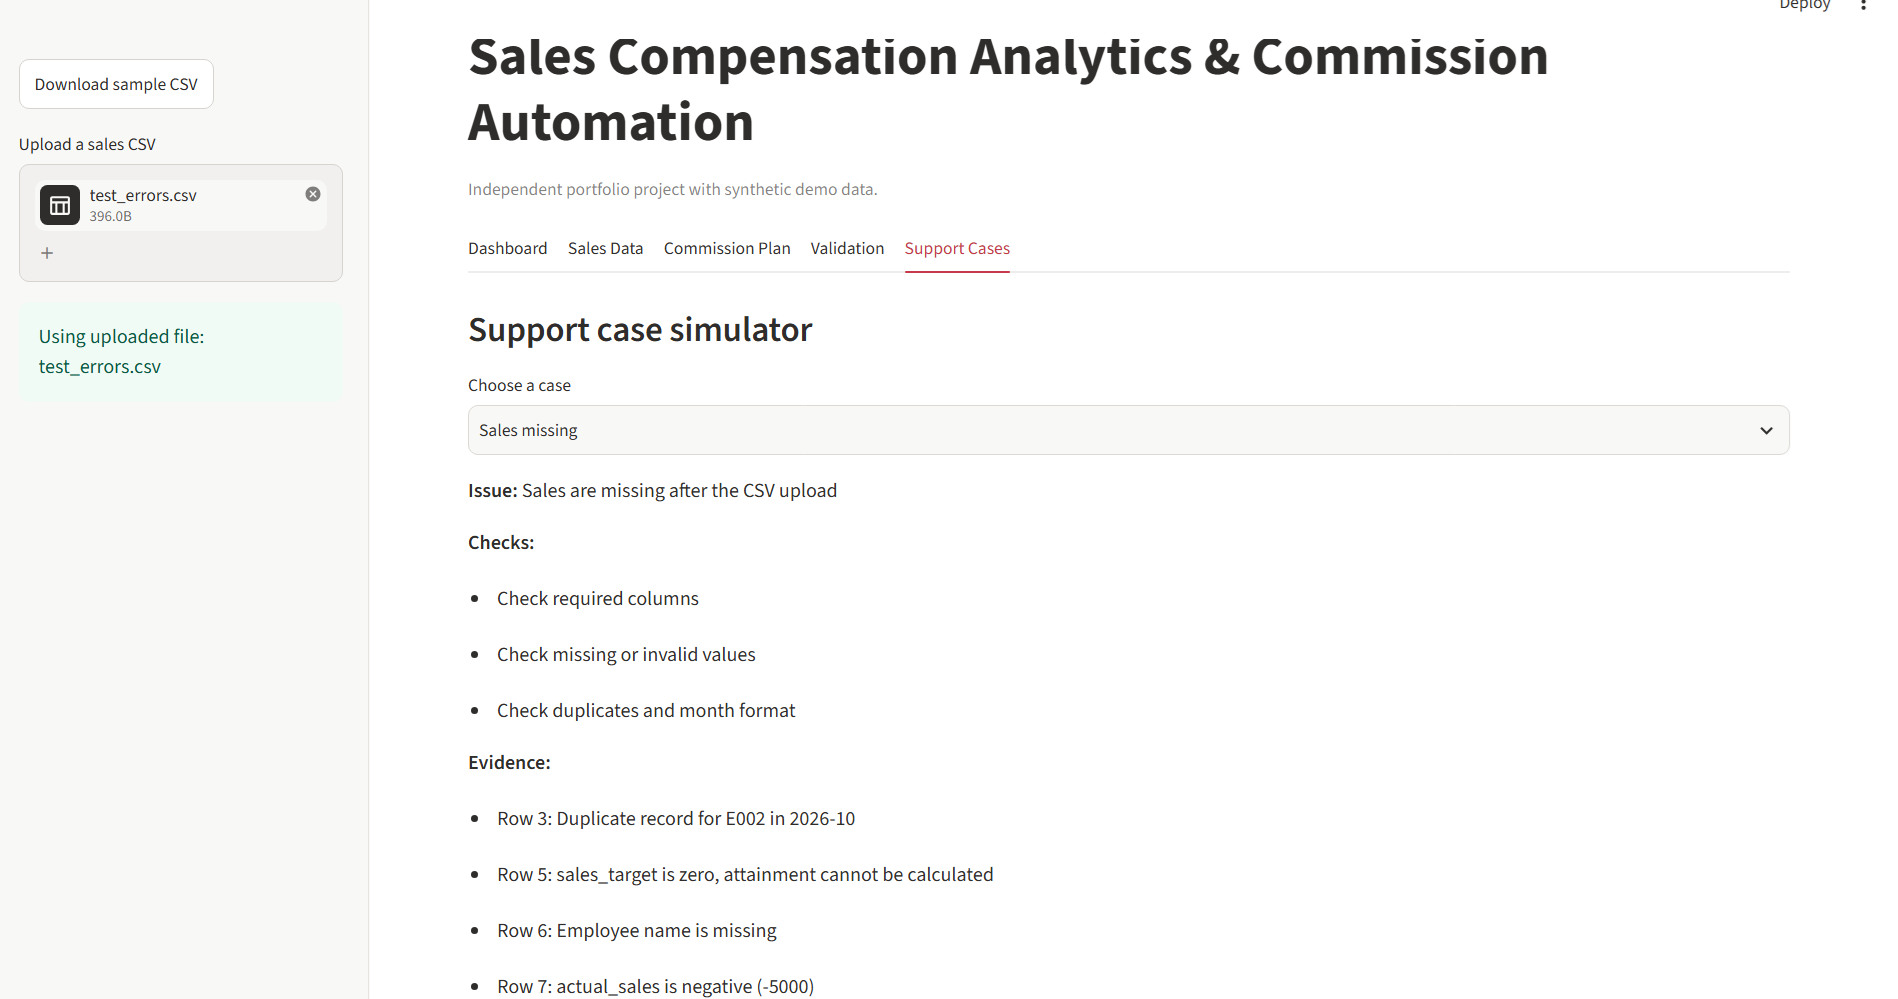 Deploy
Download sample CSV
Upload a sales CSV
test_errors.csv
396.0B
Using uploaded file:
test_errors.csv
Sales Compensation Analytics & Commission
Automation
Independent portfolio project with synthetic demo data.
Dashboard Sales Data Commission Plan Validation Support Cases
Support case simulator
Choose a case
Sales missing
Issue: Sales are missing after the CSV upload
Checks:
• Check required columns
• Check missing or invalid values
• Check duplicates and month format
Evidence:
• Row 3: Duplicate record for E002 in 2026-10
• Row 5: sales_target is zero, attainment cannot be calculated
• Row 6: Employee name is missing
• Row 7: actual_sales is negative (-5000)